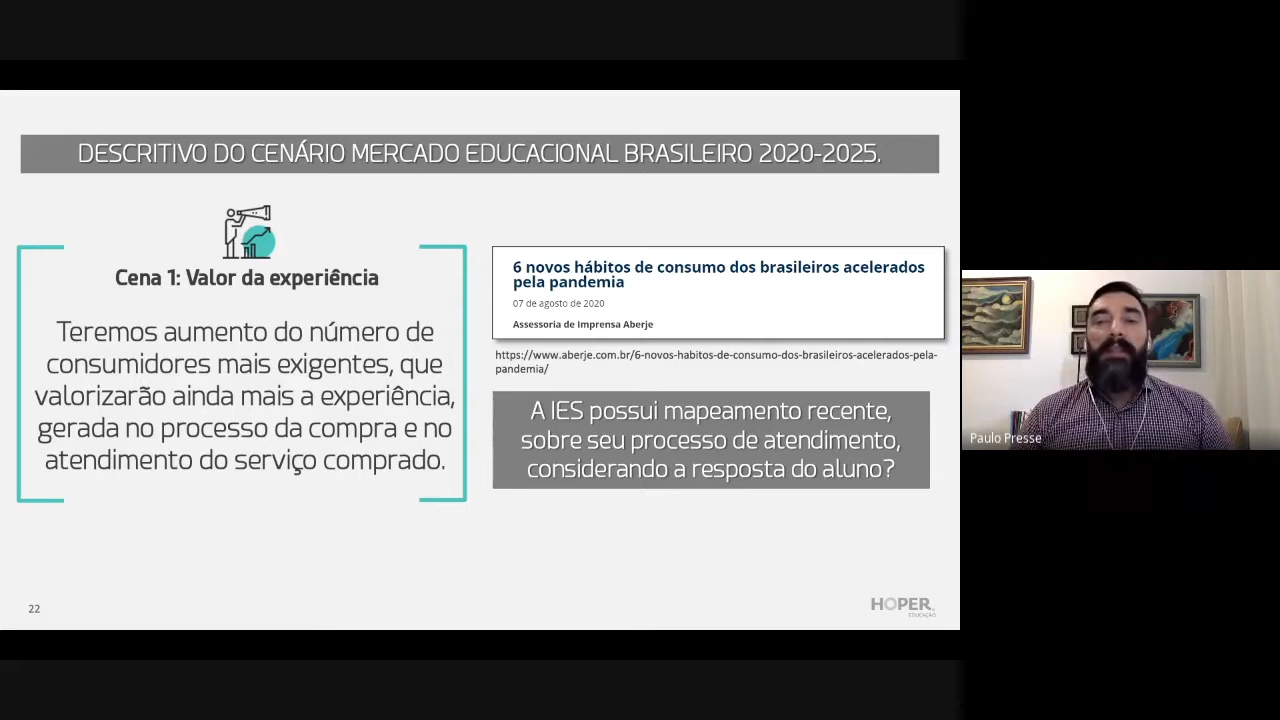 DESCRITIVO DO CENÁRIO MERCADO EDUCACIONAL BRASILEIRO 2020-2025.
Cena 1: Valor da experiência
Teremos aumento do número de
consumidores mais exigentes, que
valorizarão ainda mais a experiência,
gerada no processo da compra e no
atendimento do serviço comprado.
6 novos hábitos de consumo dos brasileiros acelerados
pela pandemia
07 de agosto de 2020
Assessoria de Imprensa Aberje
https://www.aberje.com.br/6-novos-habitos-de-consumo-dos-brasileiros-acelerados-pela-
pandemia/
A IES possui mapeamento recente,
sobre seu processo de atendimento,
considerando a resposta do aluno?
22
HOPER
EDUCAÇÃO
Paulo Presse